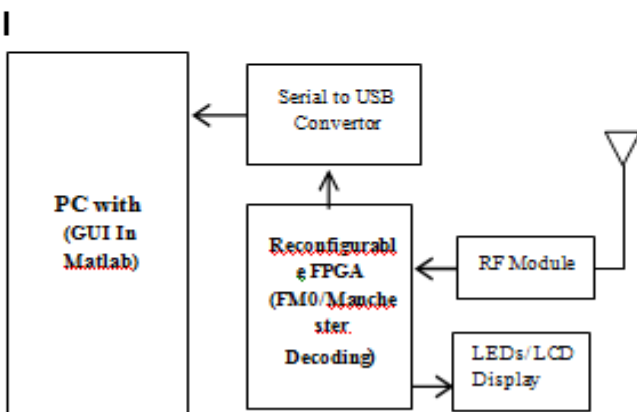 l
Serial to USB
Convertor
PC with
(GUI In
Matlab)
Reconfigurabl
e FPGA
(FM0/Manche
ster
Decoding)
RF Module
LEDs/LCD
Display